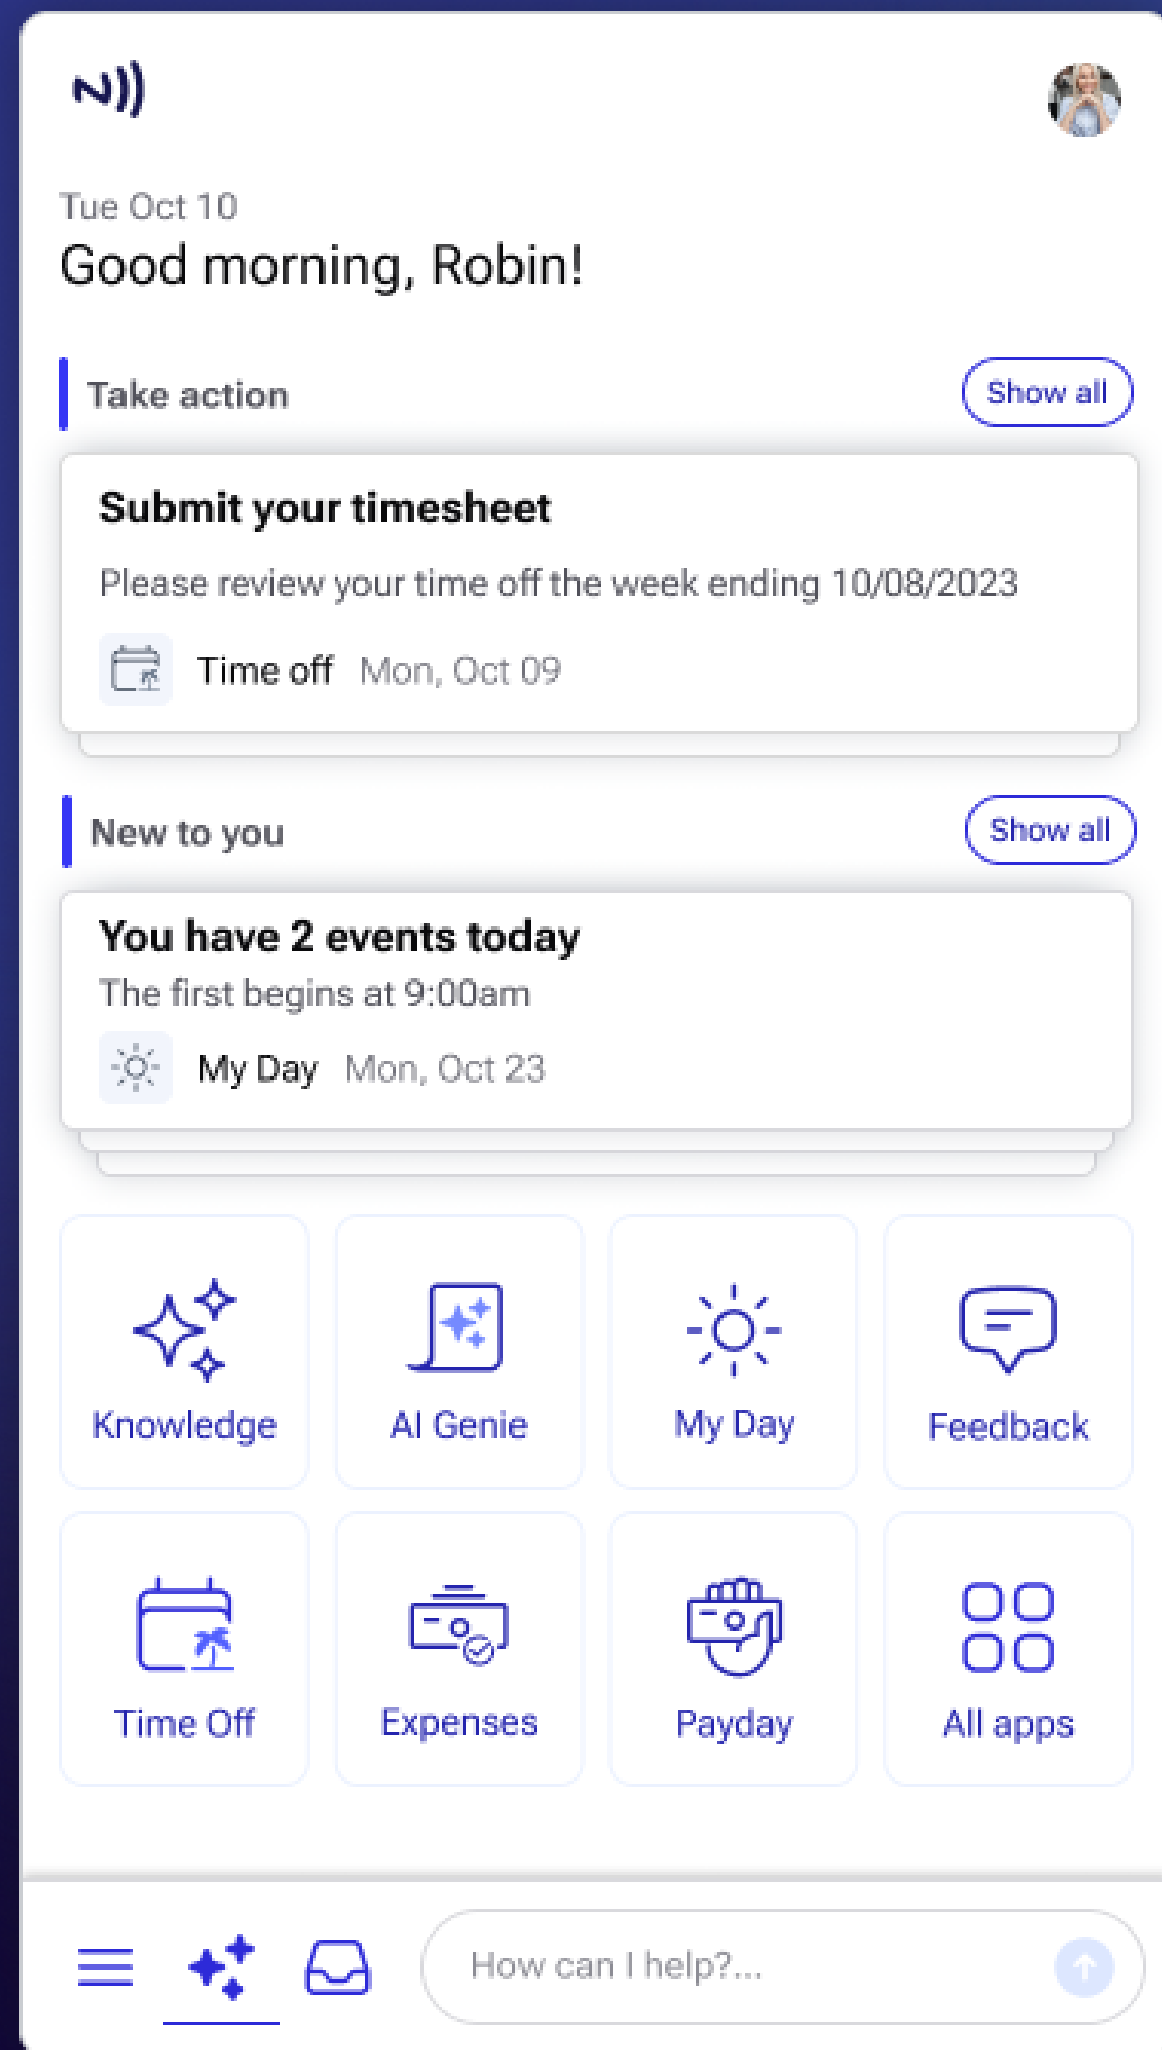 Tue Oct 10
Good morning, Robin!
Take action
Show all
Submit your timesheet
Please review your time off the week ending 10/08/2023
Time off Mon, Oct 09
New to you
Show all
You have 2 events today
The first begins at 9:00am
My Day Mon, Oct 23
Knowledge AI Genie My Day Feedback
Time Off Expenses Payday All apps
How can I help?...